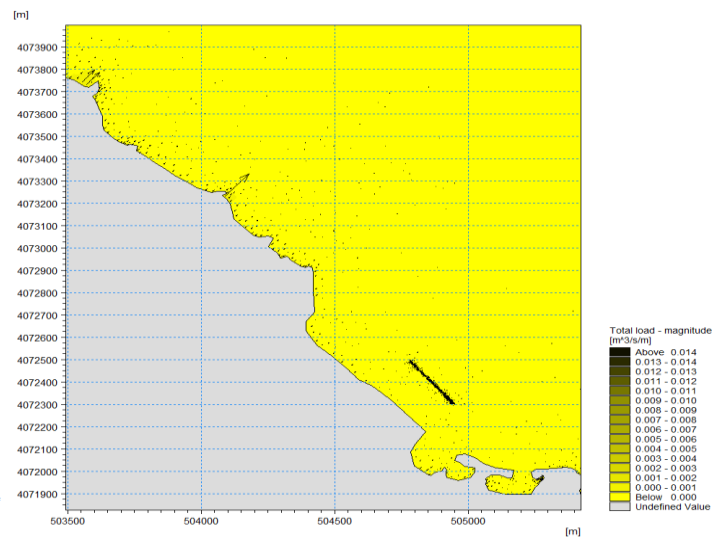 [m]
4073900
4073800
4073700
4073600
4073500
4073400
4073300
4073200
4073100
4073000
4072900
4072800
4072700
4072600
4072500
4072400
4072300
4072200
4072100
4072000
4071900
503500 504000 504500 505000
[m]
Total load - magnitude
[m^3/s/m]
Above 0.014
0.013 - 0.014
0.012 - 0.013
0.011 - 0.012
0.010 - 0.011
0.009 - 0.010
0.008 - 0.009
0.007 - 0.008
0.006 - 0.007
0.005 - 0.006
0.004 - 0.005
0.003 - 0.004
0.002 - 0.003
0.001 - 0.002
0.000 - 0.001
Below 0.000
Undefined Value